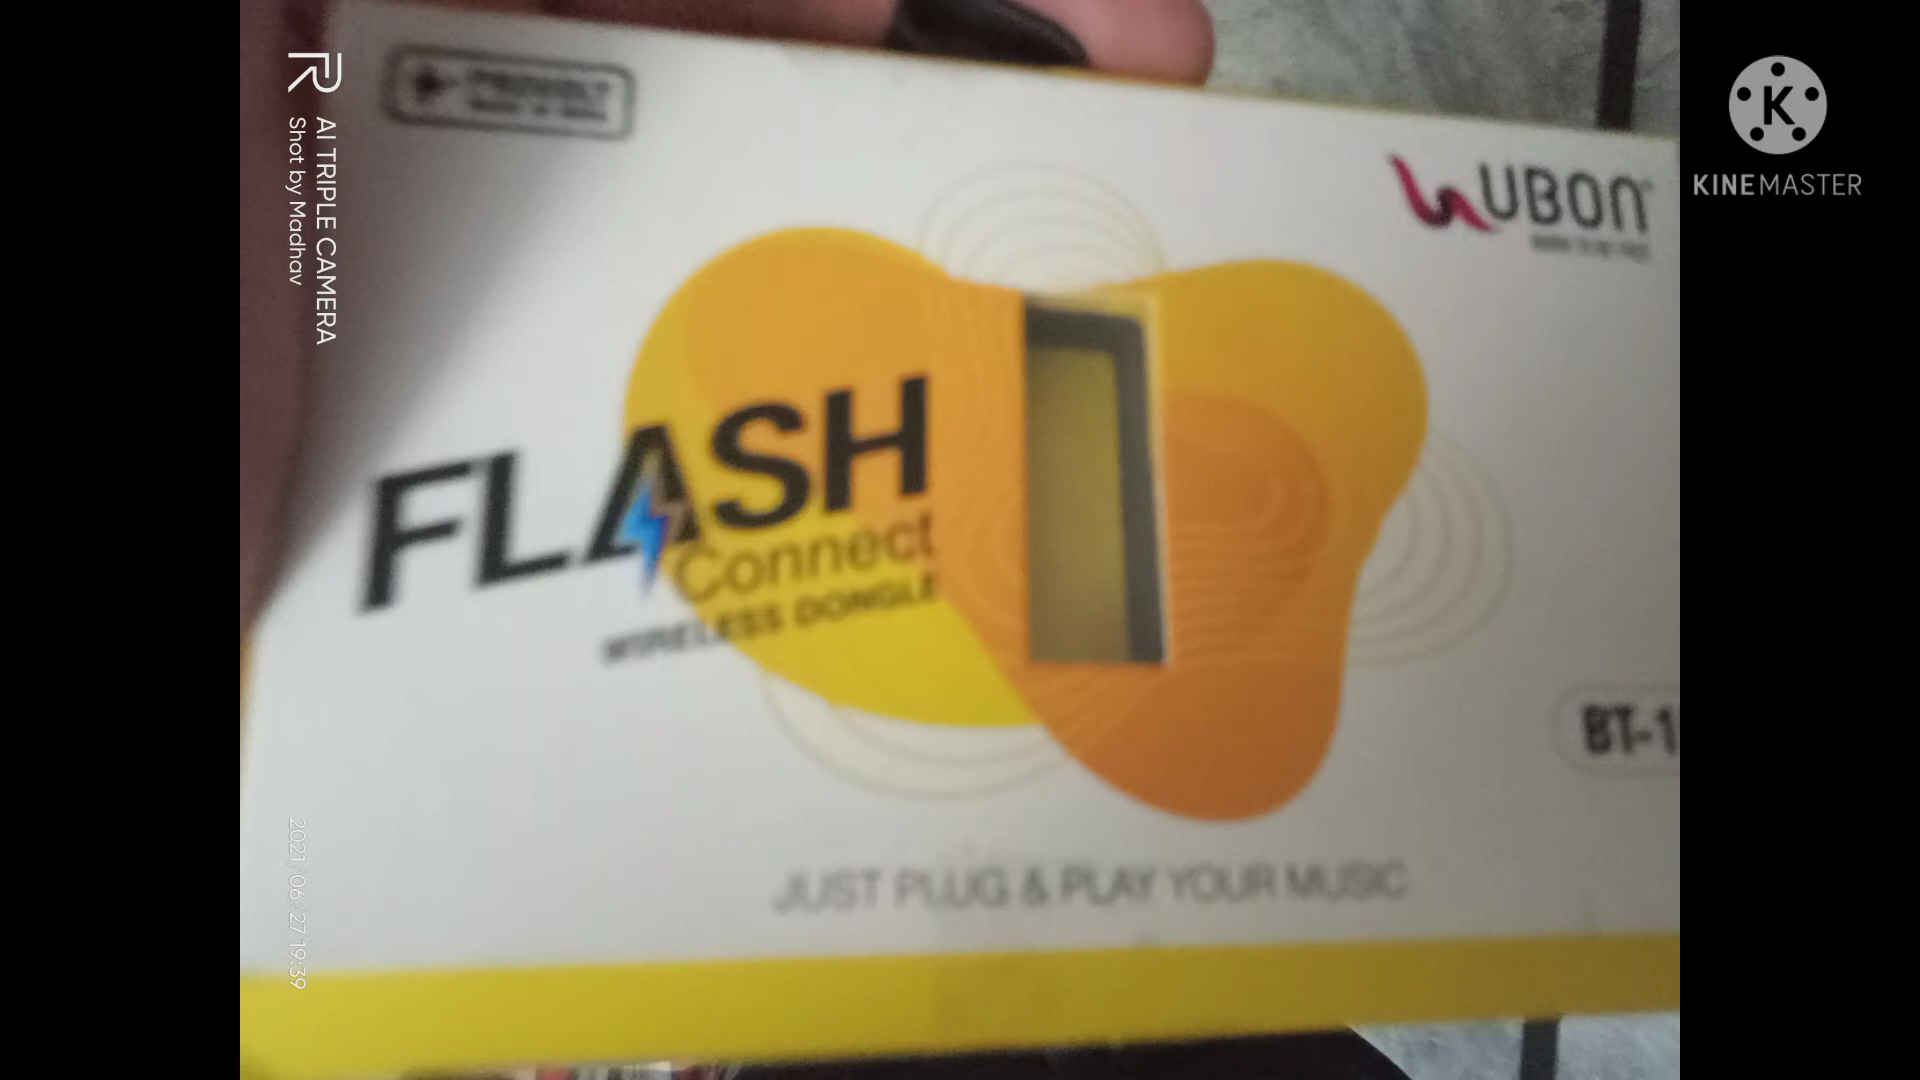 PROUDLY
UBON
FLASH
Connect
WIRELESS DONGLE
BT-1
JUST PLUG & PLAY YOUR MUSIC
R
AI TRIPLE CAMERA
Shot by Madhav
2021/06/27 19:39
K
KINEMASTER